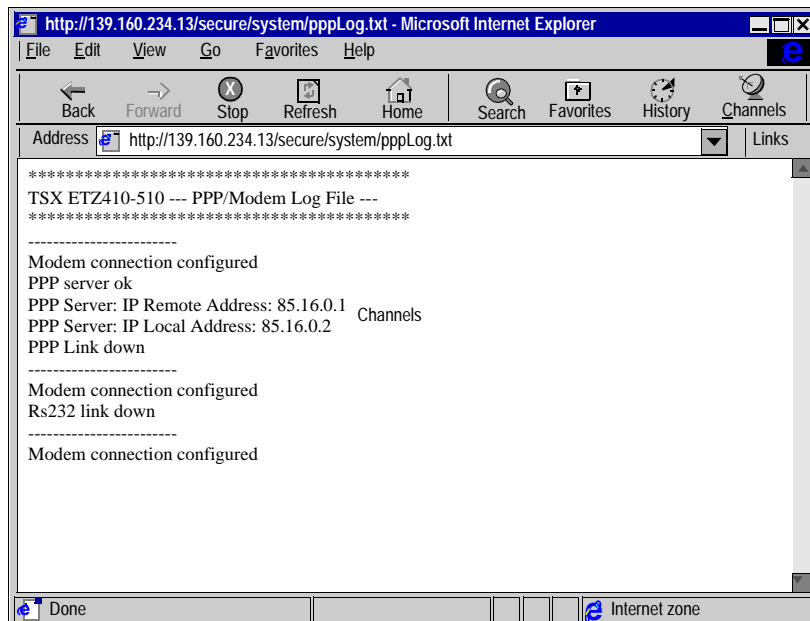 http://139.160.234.13/secure/system/pppLog.txt - Microsoft Internet Explorer
File Edit View Go Favorites Help
Back Forward Stop Refresh Home Search Favorites History Channels
Address http://139.160.234.13/secure/system/pppLog.txt Links
*****************************************
TSX ETZ410-510 --- PPP/Modem Log File ---
*****************************************
------------------------
Modem connection configured
PPP server ok
PPP Server: IP Remote Address: 85.16.0.1
Channels
PPP Server: IP Local Address: 85.16.0.2
PPP Link down
------------------------
Modem connection configured
Rs232 link down
------------------------
Modem connection configured
Done Internet zone